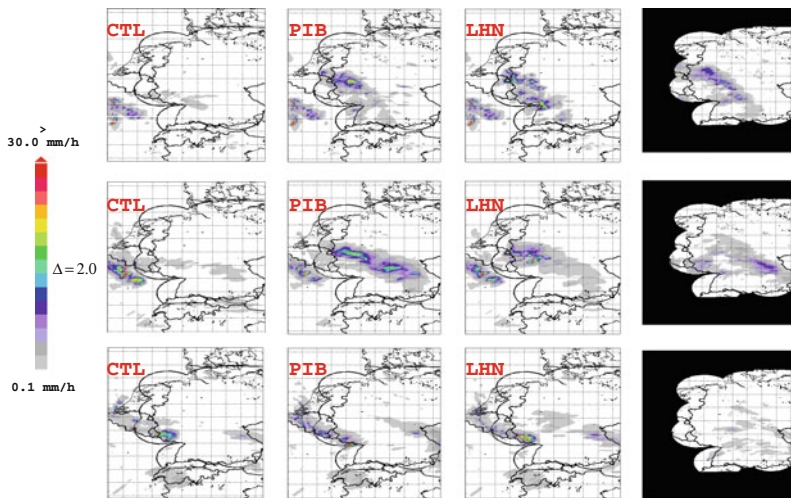 CTL PIB LHN
>
30.0 mm/h
CTL PIB LHN
Δ=2.0
CTL PIB LHN
0.1 mm/h